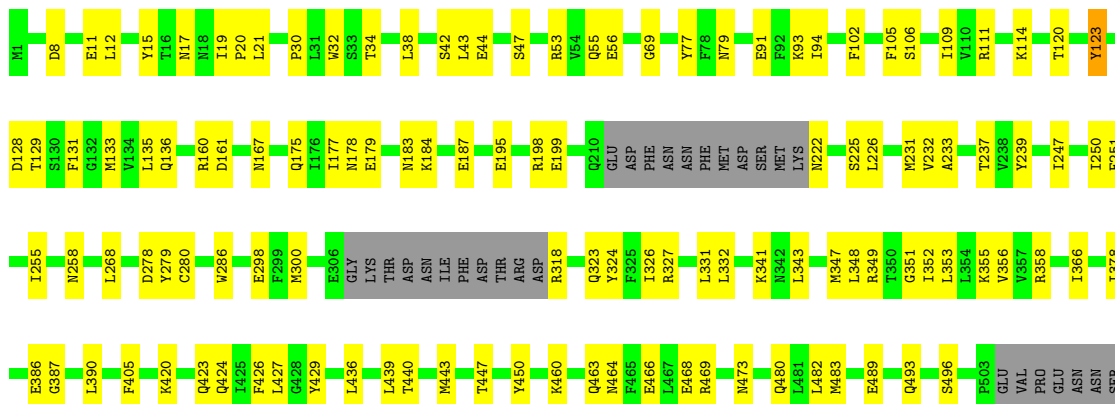 M1 D8 E11 L12 Y15 T16 N17 N18 I19 P20 L21 P30 L31 W32 S33 T34 L38 S42 L43 E44 S47 R53 V54 Q55 E56 G69 Y77 F78 N79 E91 F92 K93 I94 F102 F105 S106 I109 V110 R111 K114 T120 Y123
D128 T129 S130 F131 G132 M133 V134 L135 Q136 R160 D161 N167 Q175 I176 I177 N178 E179 N183 K184 E187 E195 R198 E199 Q210 GLU ASP PHE ASN ASN PHE MET ASP SER MET LYS N222 S225 L226 M231 V232 A233 T237 V238 Y239 I247 I250
I255 N258 L268 D278 Y279 C280 W286 E298 F299 M300 E306 GLY LYS THR ASP ASN ILE PHE ASP THR ARG ASP R318 Q323 Y324 F325 I326 R327 L331 L332 K341 N342 L343 M347 L348 R349 T350 G351 I352 L353 L354 K355 V356 V357 R358 I366
E386 G387 L390 F405 K420 Q423 Q424 I425 F426 L427 G428 Y429 L436 L439 T440 M443 T447 Y450 K460 Q463 N464 F465 E466 L467 E468 R469 N473 Q480 L481 L482 M483 E489 Q493 S496 P503 GLU VAL PRO GLU ASN ASN SER